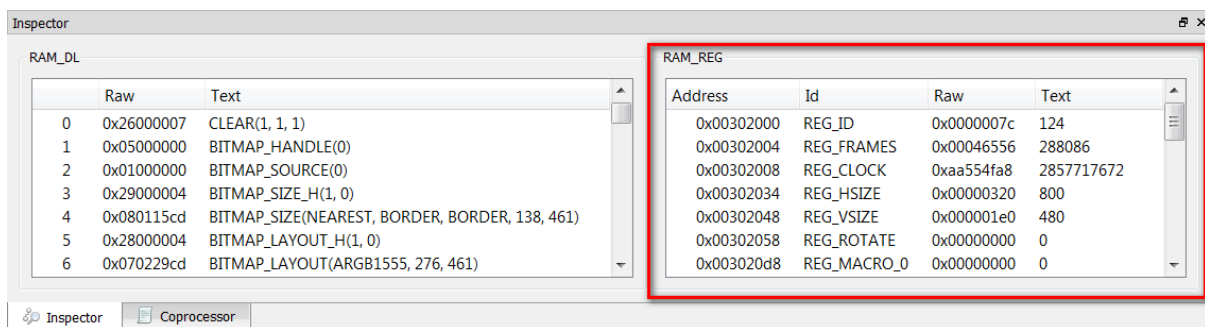 Inspector
RAM_DL
Raw Text
0 0x26000007 CLEAR(1, 1, 1)
1 0x05000000 BITMAP_HANDLE(0)
2 0x01000000 BITMAP_SOURCE(0)
3 0x29000004 BITMAP_SIZE_H(1, 0)
4 0x080115cd BITMAP_SIZE(NEAREST, BORDER, BORDER, 138, 461)
5 0x28000004 BITMAP_LAYOUT_H(1, 0)
6 0x070229cd BITMAP_LAYOUT(ARGB1555, 276, 461)
RAM_REG
Address Id Raw Text
0x00302000 REG_ID 0x0000007c 124
0x00302004 REG_FRAMES 0x00046556 288086
0x00302008 REG_CLOCK 0xaa554fa8 2857717672
0x00302034 REG_HSIZE 0x00000320 800
0x00302048 REG_VSIZE 0x000001e0 480
0x00302058 REG_ROTATE 0x00000000 0
0x003020d8 REG_MACRO_0 0x00000000 0
Inspector
Coprocessor